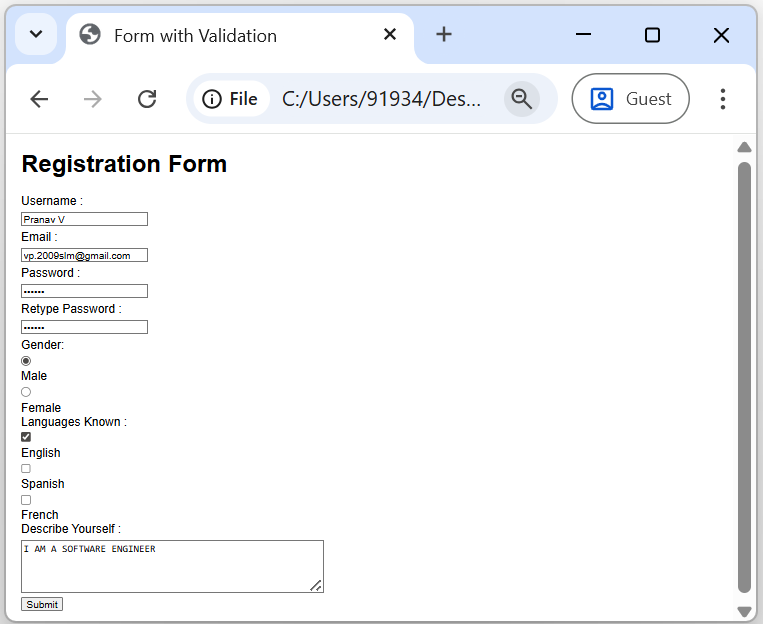 Form with Validation
File C:/Users/91934/Des... Guest
Registration Form
Username :
Pranav V
Email :
vp.2009slm@gmail.com
Password :
••••••
Retype Password :
••••••
Gender:
Male
Female
Languages Known :
English
Spanish
French
Describe Yourself :
I AM A SOFTWARE ENGINEER
Submit